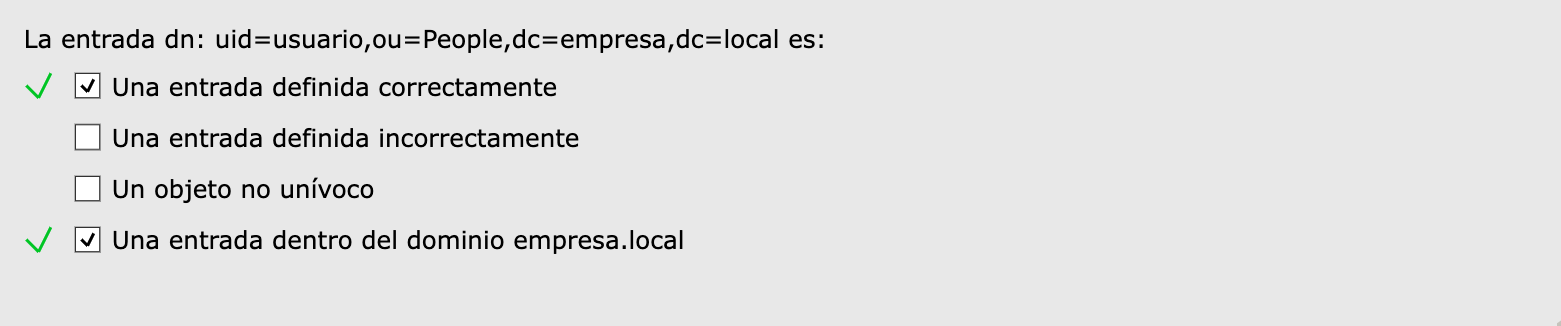 La entrada dn: uid=usuario,ou=People,dc=empresa,dc=local es:
Una entrada definida correctamente
Una entrada definida incorrectamente
Un objeto no unívoco
Una entrada dentro del dominio empresa.local